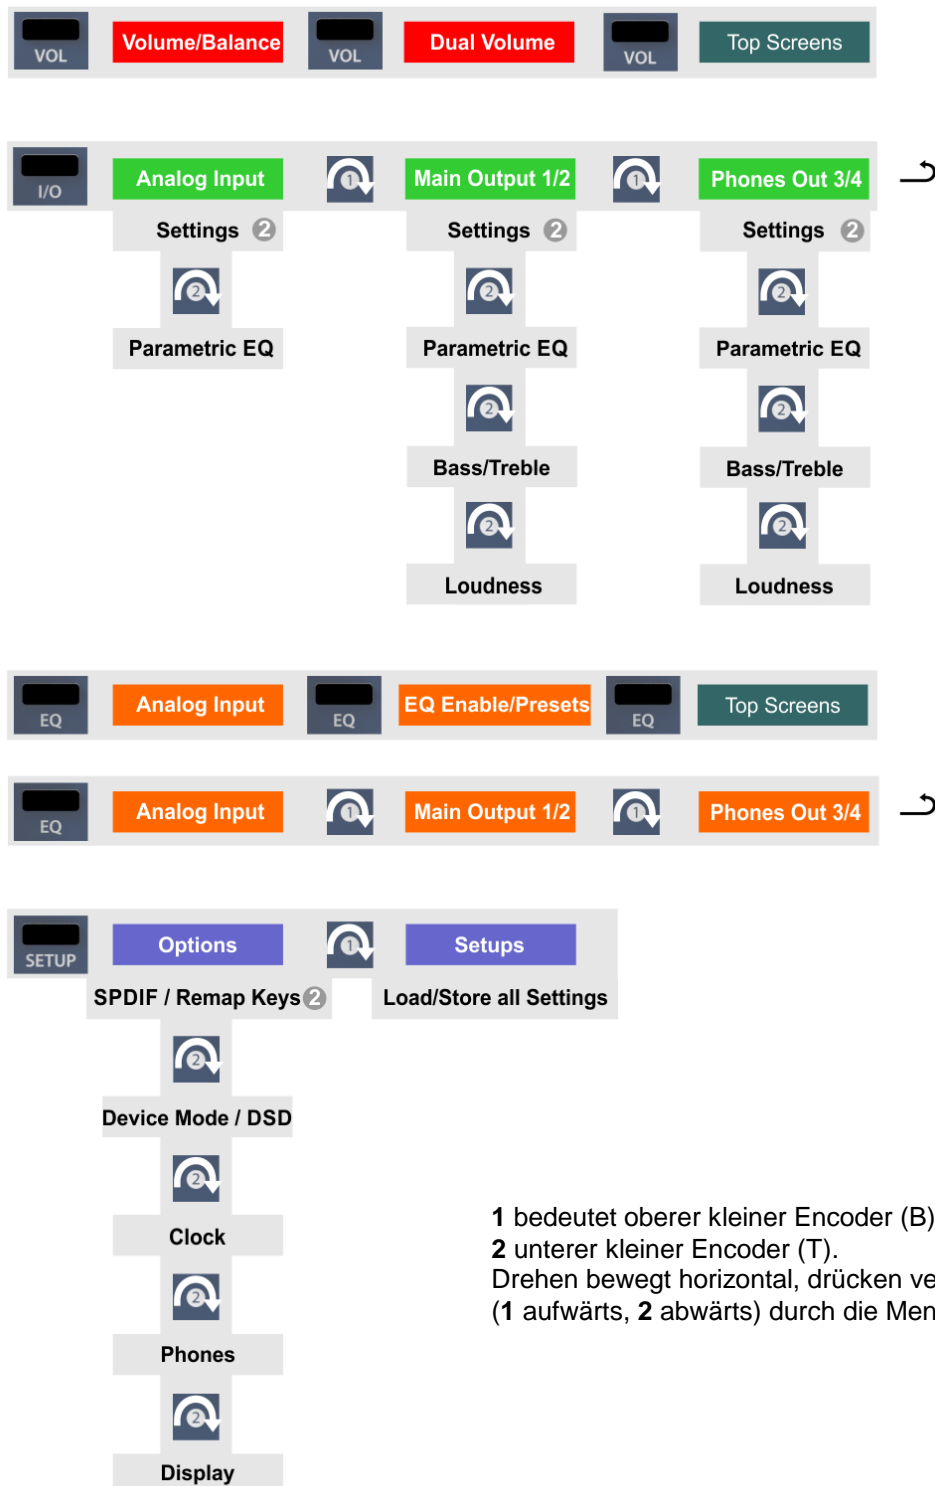 VOL Volume/Balance VOL Dual Volume VOL Top Screens
I/O Analog Input 1 Main Output 1/2 1 Phones Out 3/4
Settings 2 Settings 2 Settings 2
2 2 2
Parametric EQ Parametric EQ Parametric EQ
2 2
Bass/Treble Bass/Treble
2 2
Loudness Loudness
EQ Analog Input EQ EQ Enable/Presets EQ Top Screens
EQ Analog Input 1 Main Output 1/2 1 Phones Out 3/4
SETUP Options 1 Setups
SPDIF / Remap Keys 2 Load/Store all Settings
2
Device Mode / DSD
2
Clock
2
Phones
2
Display
1 bedeutet oberer kleiner Encoder (B)
2 unterer kleiner Encoder (T).
Drehen bewegt horizontal, drücken ve
(1 aufwärts, 2 abwärts) durch die Men